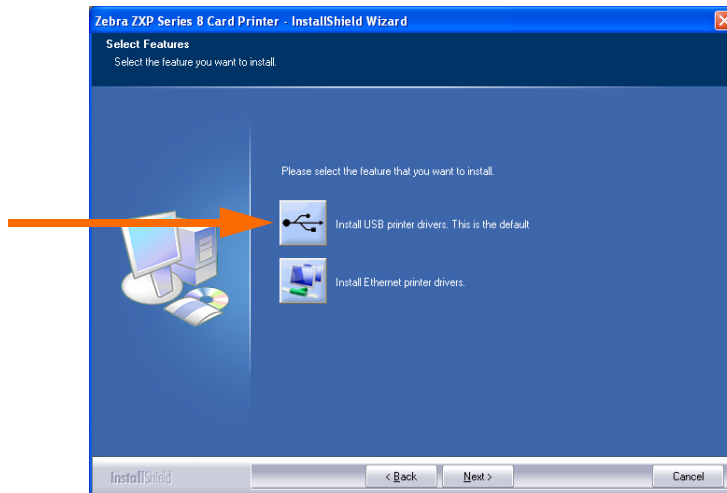 Zebra ZXP Series 8 Card Printer - InstallShield Wizard
Select Features
Select the feature you want to install.
Please select the feature that you want to install.
Install USB printer drivers. This is the default
Install Ethernet printer drivers.
InstallShield
< Back
Next >
Cancel